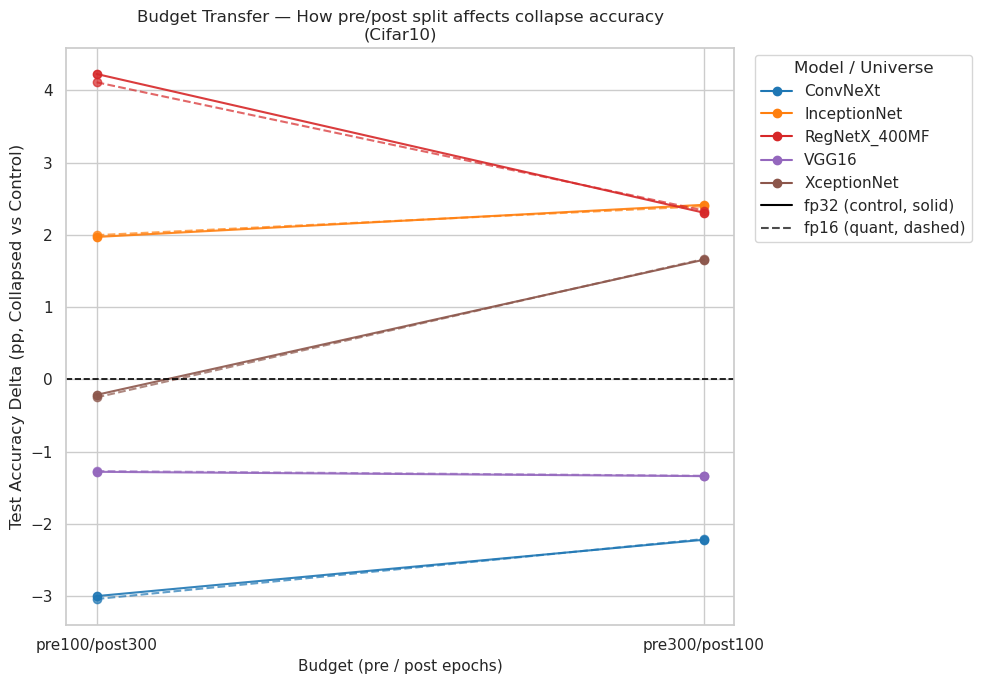 Budget Transfer — How pre/post split affects collapse accuracy
(Cifar10)
Test Accuracy Delta (pp, Collapsed vs Control)
4
3
2
1
0
−1
−2
−3
pre100/post300
pre300/post100
Budget (pre / post epochs)
Model / Universe
ConvNeXt
InceptionNet
RegNetX_400MF
VGG16
XceptionNet
fp32 (control, solid)
fp16 (quant, dashed)